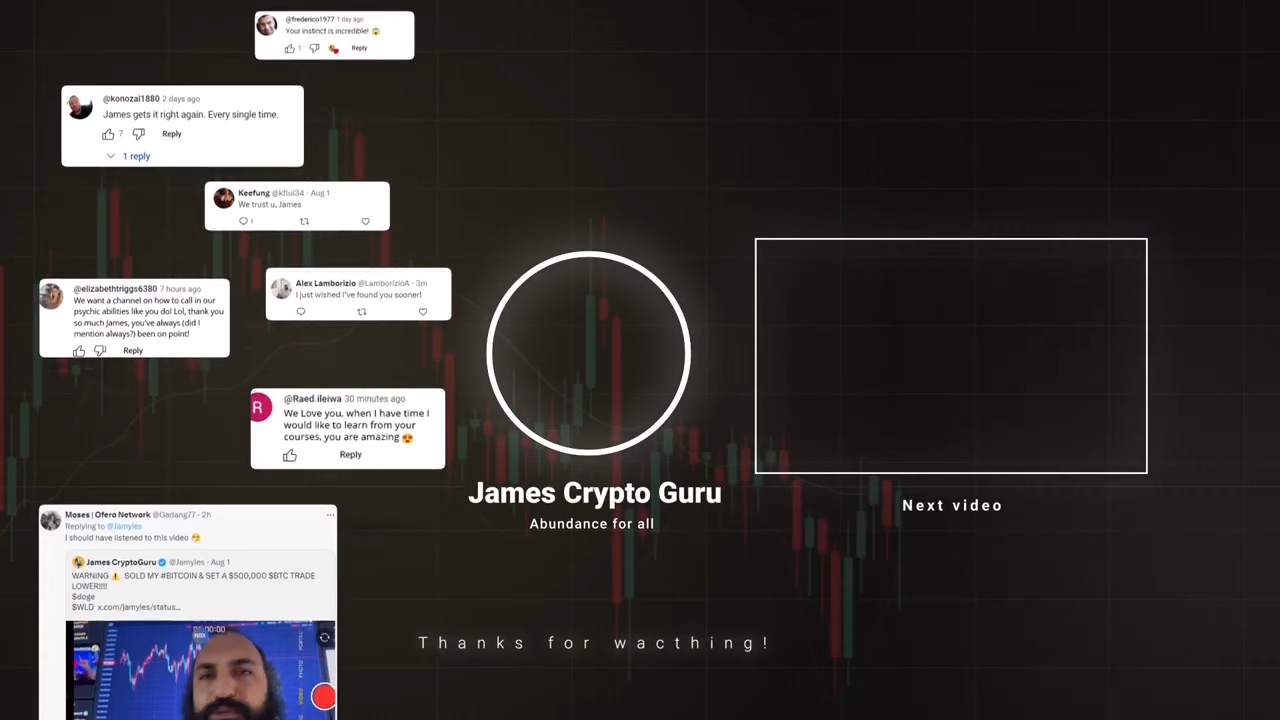 @frederico1977 1 day ago
Your instinct is incredible! 😱
1 Reply
@konozal1880 2 days ago
James gets it right again. Every single time.
7 Reply
1 reply
Keefung @kflul34 · Aug 1
We trust u, James
1
@elizabethtriggs6380 7 hours ago
We want a channel on how to call in our
psychic abilities like you do! Lol, thank you
so much James, you've always (did I
mention always?) been on point!
Reply
Alex Lamborizio @LamborizioA · 3m
I just wished I've found you sooner!
R
@Raed.ileiwa 30 minutes ago
We Love you, when I have time I
would like to learn from your
courses, you are amazing 😍
Reply
Moses | Ofero Network @Gadang77 · 2h
Replying to @Jamyles
I should have listened to this video 🤔
James CryptoGuru @Jamyles · Aug 1
WARNING ⚠️ SOLD MY #BITCOIN & SET A $500,000 $BTC TRADE
LOWER!!!!
$doge
$WLD x.com/jamyles/status...
VIDEO
PHOTO
James Crypto Guru
Abundance for all
Next video
Thanks for wacthing!